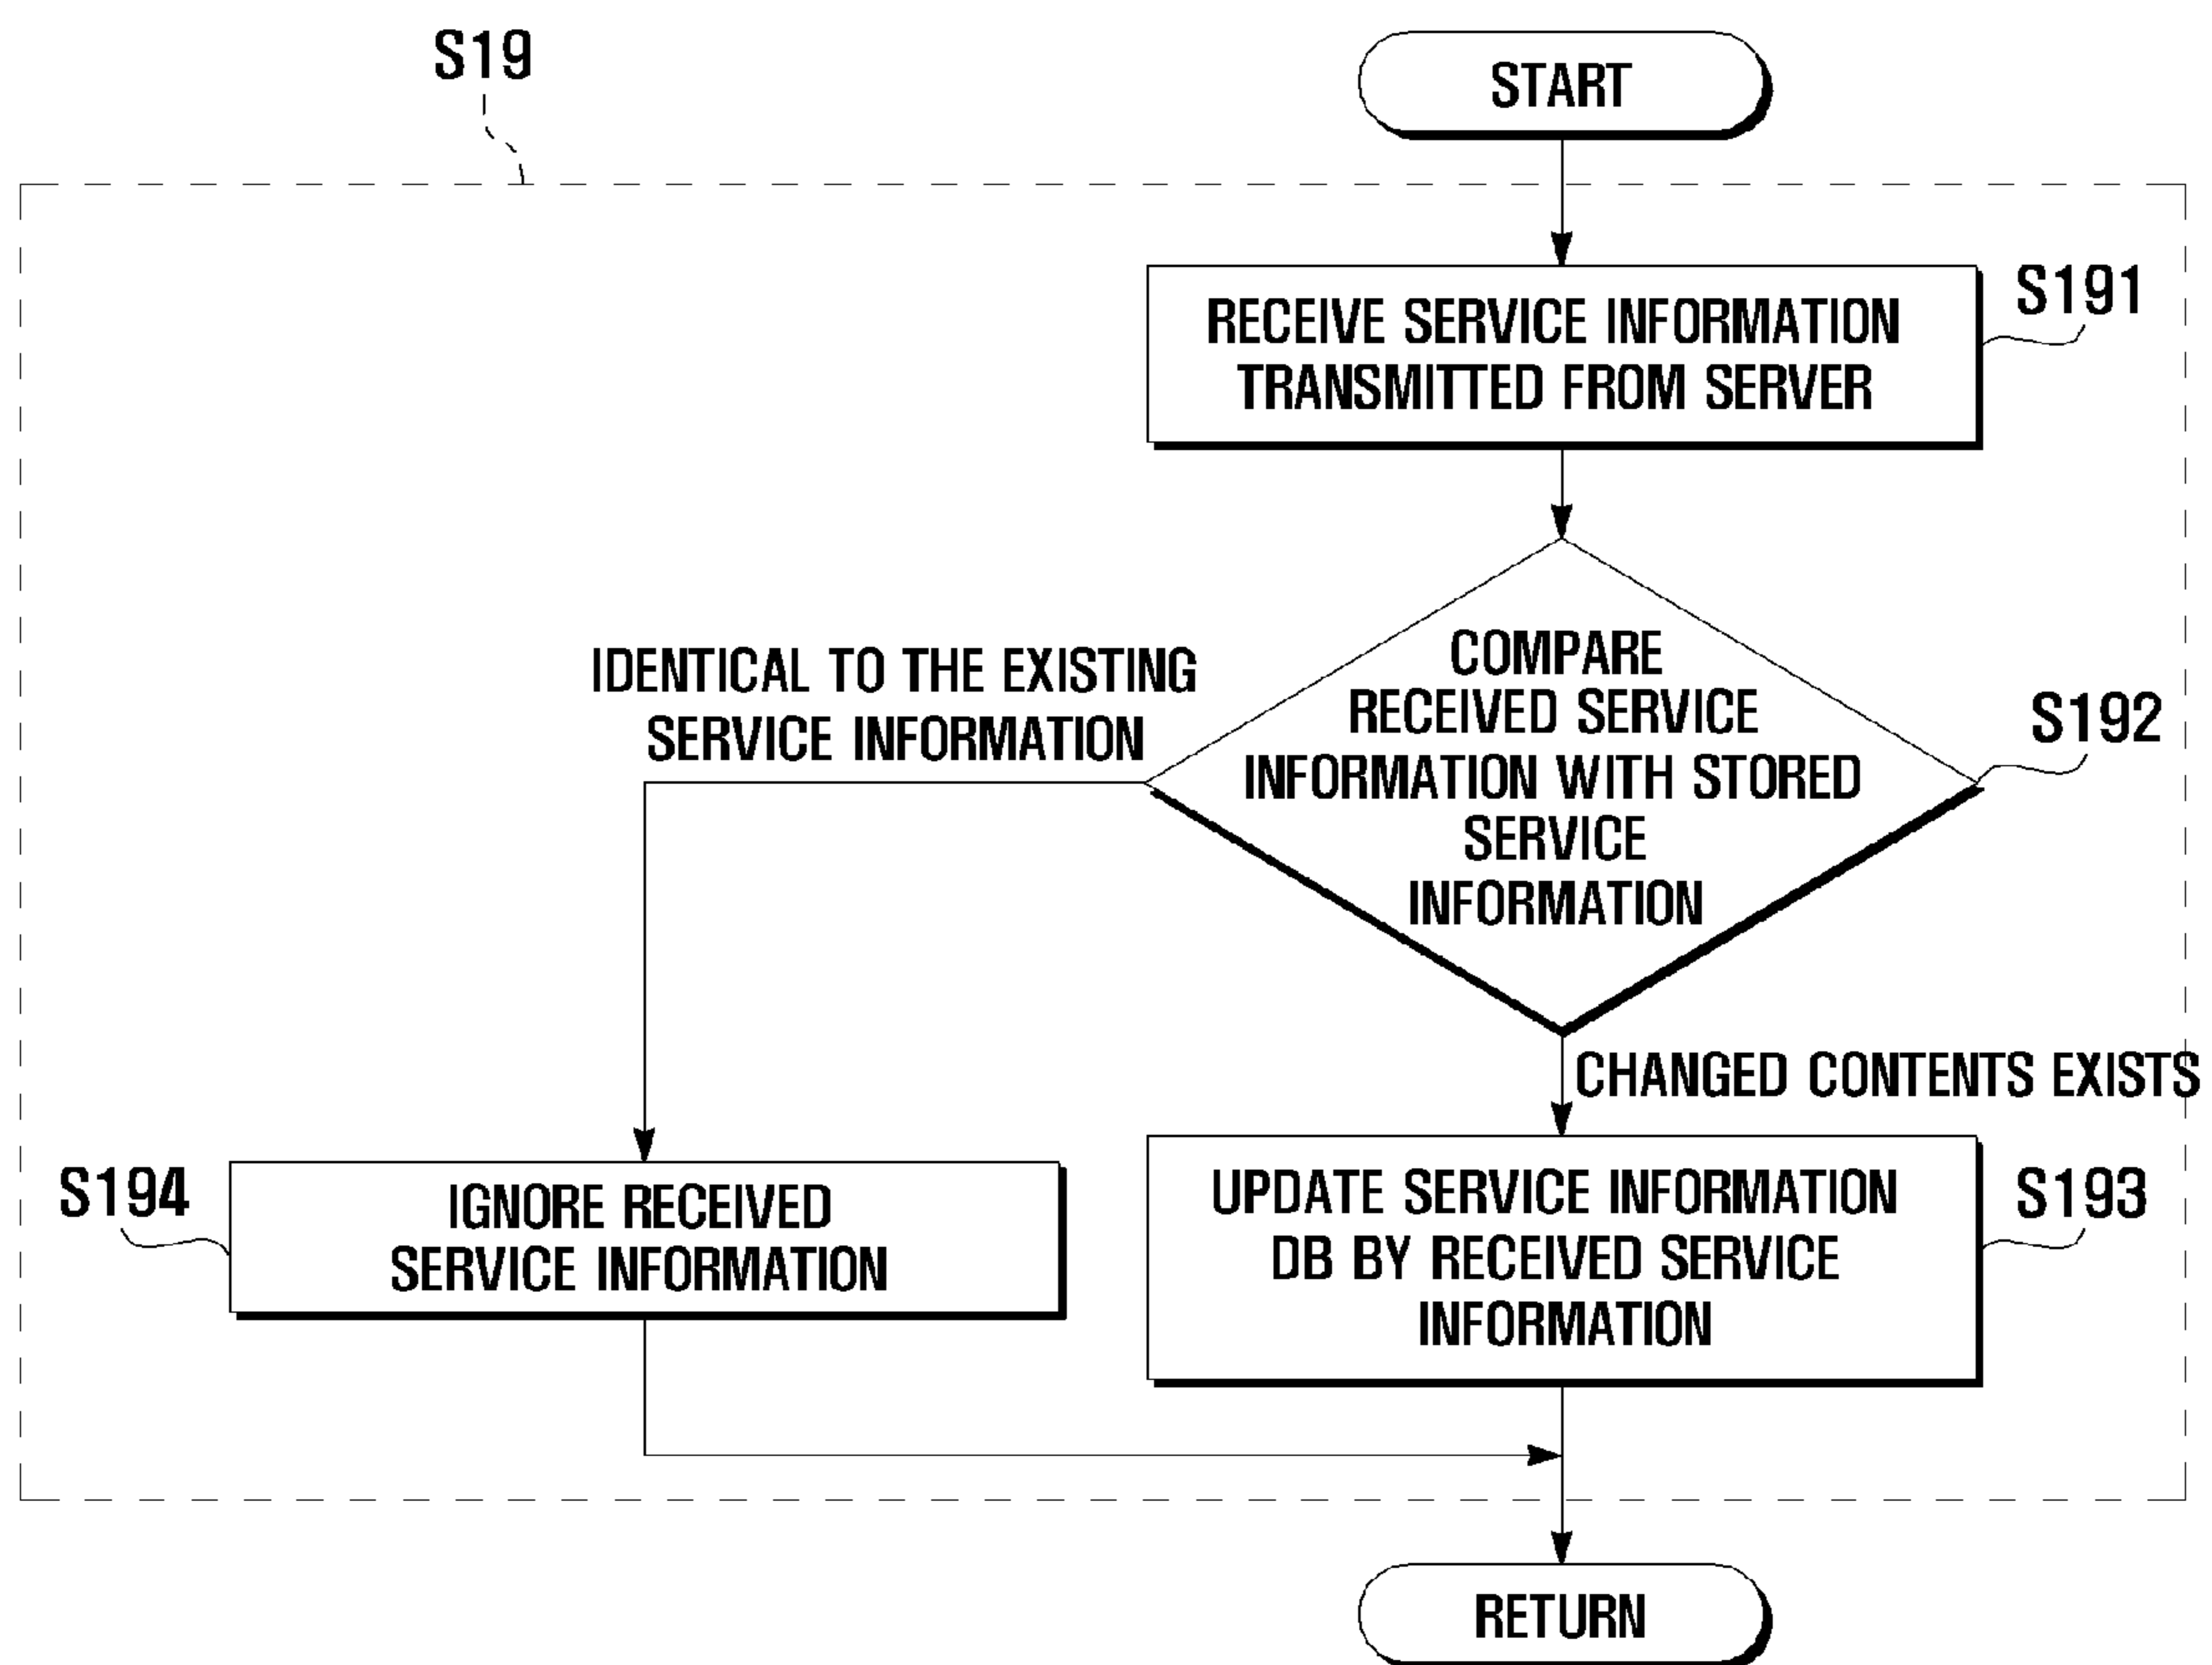 S19
START
RECEIVE SERVICE INFORMATION
TRANSMITTED FROM SERVER
S191
COMPARE
RECEIVED SERVICE
INFORMATION WITH STORED
SERVICE
INFORMATION
S192
IDENTICAL TO THE EXISTING
SERVICE INFORMATION
CHANGED CONTENTS EXISTS
S194
IGNORE RECEIVED
SERVICE INFORMATION
UPDATE SERVICE INFORMATION
DB BY RECEIVED SERVICE
INFORMATION
S193
RETURN